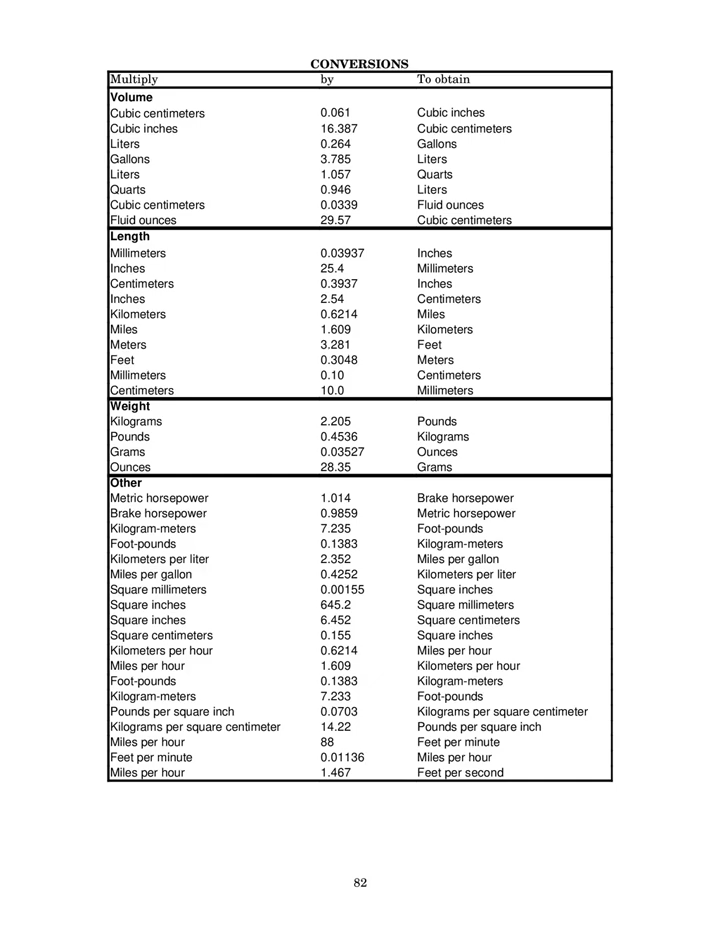 CONVERSIONS
Multiply by To obtain
Volume
Cubic centimeters 0.061 Cubic inches
Cubic inches 16.387 Cubic centimeters
Liters 0.264 Gallons
Gallons 3.785 Liters
Liters 1.057 Quarts
Quarts 0.946 Liters
Cubic centimeters 0.0339 Fluid ounces
Fluid ounces 29.57 Cubic centimeters
Length
Millimeters 0.03937 Inches
Inches 25.4 Millimeters
Centimeters 0.3937 Inches
Inches 2.54 Centimeters
Kilometers 0.6214 Miles
Miles 1.609 Kilometers
Meters 3.281 Feet
Feet 0.3048 Meters
Millimeters 0.10 Centimeters
Centimeters 10.0 Millimeters
Weight
Kilograms 2.205 Pounds
Pounds 0.4536 Kilograms
Grams 0.03527 Ounces
Ounces 28.35 Grams
Other
Metric horsepower 1.014 Brake horsepower
Brake horsepower 0.9859 Metric horsepower
Kilogram-meters 7.235 Foot-pounds
Foot-pounds 0.1383 Kilogram-meters
Kilometers per liter 2.352 Miles per gallon
Miles per gallon 0.4252 Kilometers per liter
Square millimeters 0.00155 Square inches
Square inches 645.2 Square millimeters
Square inches 6.452 Square centimeters
Square centimeters 0.155 Square inches
Kilometers per hour 0.6214 Miles per hour
Miles per hour 1.609 Kilometers per hour
Foot-pounds 0.1383 Kilogram-meters
Kilogram-meters 7.233 Foot-pounds
Pounds per square inch 0.0703 Kilograms per square centimeter
Kilograms per square centimeter 14.22 Pounds per square inch
Miles per hour 88 Feet per minute
Feet per minute 0.01136 Miles per hour
Miles per hour 1.467 Feet per second
82